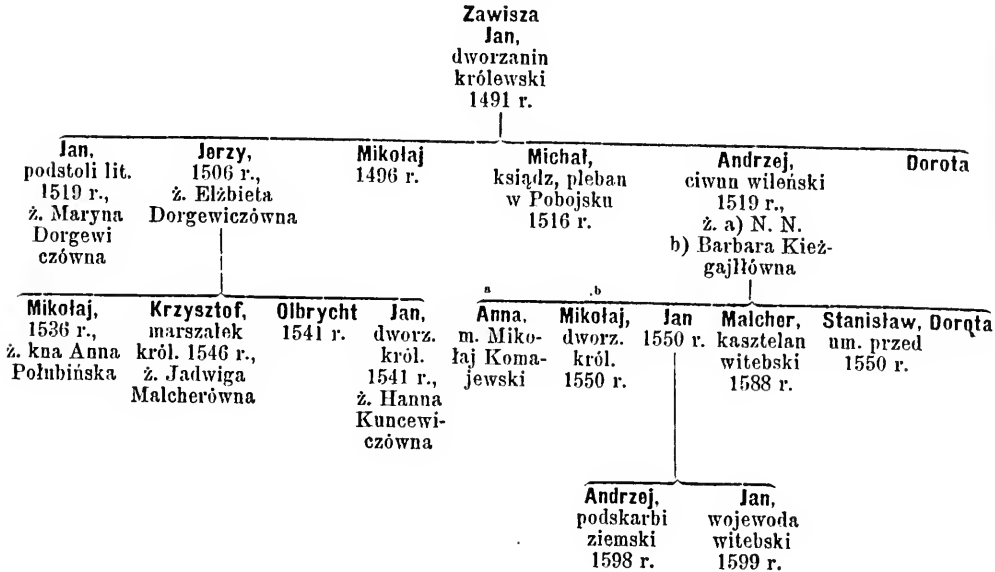 Zawisza
Jan,
dworzanin
królewski
1491 r.
Jan,
podstoli lit.
1519 r.,
ż. Maryna
Dorgewi
czówna
Jerzy,
1506 r.,
ż. Elżbieta
Dorgewiczówna
Mikołaj
1496 r.
Michał,
ksiądz, pleban
w Pobojsku
1516 r.
Andrzej,
ciwun wileński
1519 r.,
ż. a) N. N.
b) Barbara Kieź-
gajłłówna
Dorota
Mikołaj,
1536 r.,
ż. kna Anna
Połubińska
Krzysztof,
marszałek
król. 1546 r.,
ż. Jadwiga
Malcherówna
Olbrycht
1541 r.
Jan,
dworz.
król.
1541 r.,
ż. Hanna
Kuncewi-
czówna
a
Anna,
m. Miko-
łaj Koma-
jewski
b
Mikołaj,
dworz.
król.
1550 r.
Jan
1550 r.
Malcher,
kasztelan
witebski
1588 r.
Stanisław,
um. przed
1550 r.
Dorota
Andrzej,
podskarbi
ziemski
1598 r.
Jan,
wojewoda
witebski
1599 r.